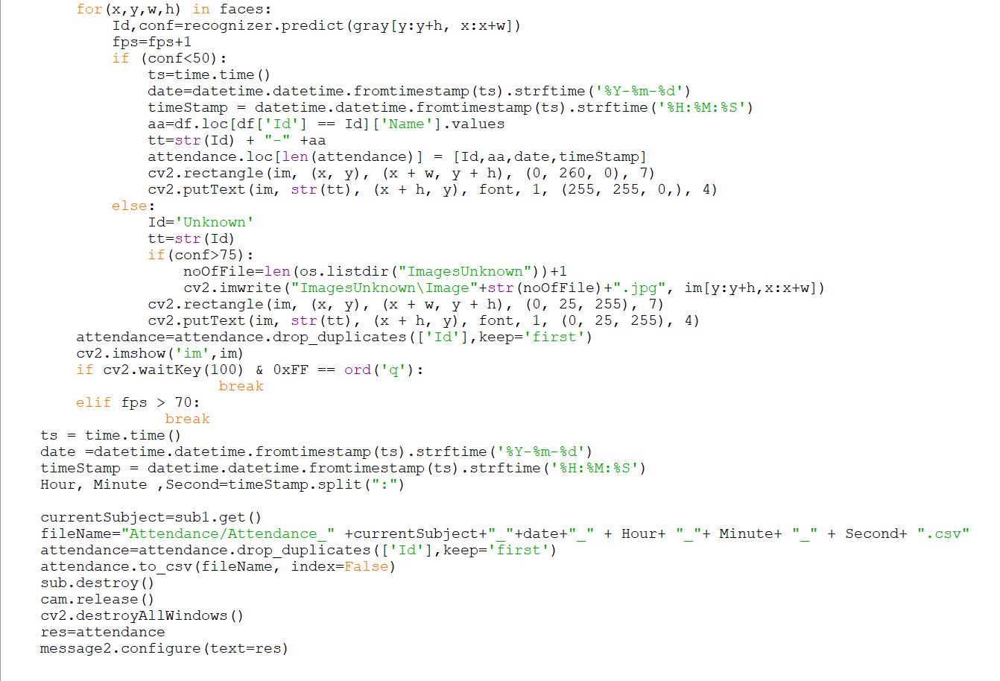 for(x,y,w,h) in faces:
Id,conf=recognizer.predict(gray[y:y+h, x:x+w])
fps=fps+1
if (conf<50):
ts=time.time()
date=datetime.datetime.fromtimestamp(ts).strftime('%Y-%m-%d')
timeStamp = datetime.datetime.fromtimestamp(ts).strftime('%H:%M:%S')
aa=df.loc[df['Id'] == Id]['Name'].values
tt=str(Id) + "-" +aa
attendance.loc[len(attendance)] = [Id,aa,date,timeStamp]
cv2.rectangle(im, (x, y), (x + w, y + h), (0, 260, 0), 7)
cv2.putText(im, str(tt), (x + h, y), font, 1, (255, 255, 0,), 4)
else:
Id='Unknown'
tt=str(Id)
if(conf>75):
noOfFile=len(os.listdir("ImagesUnknown"))+1
cv2.imwrite("ImagesUnknown\Image"+str(noOfFile)+".jpg", im[y:y+h,x:x+w])
cv2.rectangle(im, (x, y), (x + w, y + h), (0, 25, 255), 7)
cv2.putText(im, str(tt), (x + h, y), font, 1, (0, 25, 255), 4)
attendance=attendance.drop_duplicates(['Id'],keep='first')
cv2.imshow('im',im)
if cv2.waitKey(100) & 0xFF == ord('q'):
break
elif fps > 70:
break
ts = time.time()
date =datetime.datetime.fromtimestamp(ts).strftime('%Y-%m-%d')
timeStamp = datetime.datetime.fromtimestamp(ts).strftime('%H:%M:%S')
Hour, Minute ,Second=timeStamp.split(":")
currentSubject=sub1.get()
fileName="Attendance/Attendance_" +currentSubject+"_"+date+"_" + Hour+ "_"+ Minute+ "_" + Second+ ".csv"
attendance=attendance.drop_duplicates(['Id'],keep='first')
attendance.to_csv(fileName, index=False)
sub.destroy()
cam.release()
cv2.destroyAllWindows()
res=attendance
message2.configure(text=res)